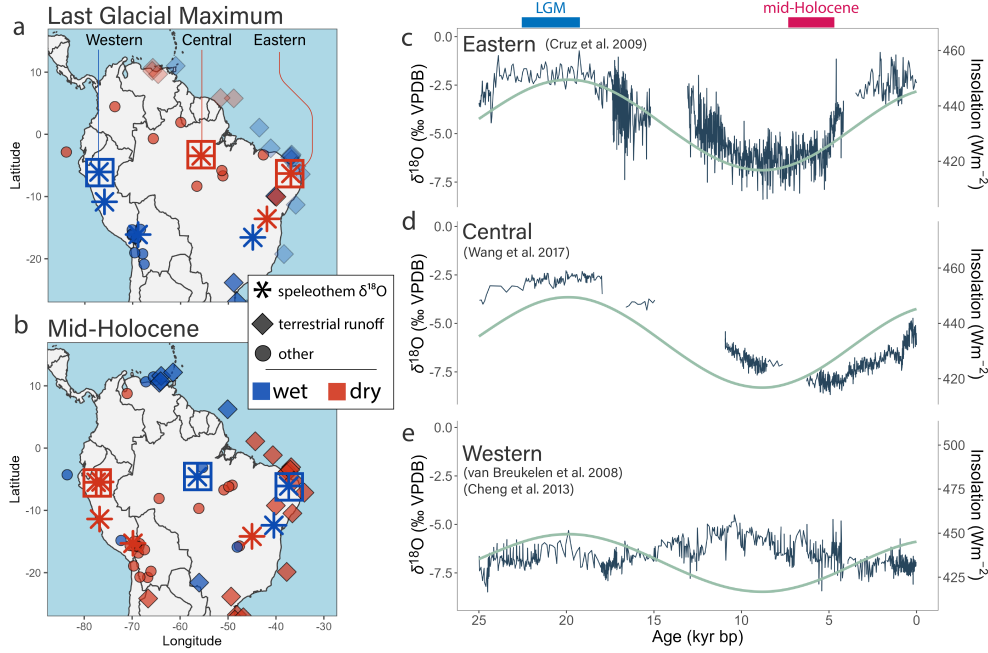 a
Last Glacial Maximum
Western
Central
Eastern
10
0
-10
-20
Latitude
speleothem δ¹⁸O
terrestrial runoff
other
wet
dry
b
Mid-Holocene
10
0
-10
-20
Latitude
-80
-70
-60
-50
-40
-30
Longitude
LGM
mid-Holocene
c
Eastern (Cruz et al. 2009)
0.0
-2.5
-5.0
-7.5
δ¹⁸O (‰ VPDB)
460
440
420
Insolation (Wm⁻²)
d
Central
(Wang et al. 2017)
0.0
-2.5
-5.0
-7.5
δ¹⁸O (‰ VPDB)
460
440
420
Insolation (Wm⁻²)
e
Western
(van Breukelen et al. 2008)
(Cheng et al. 2013)
0.0
-2.5
-5.0
-7.5
δ¹⁸O (‰ VPDB)
500
475
450
425
Insolation (Wm⁻²)
25
20
15
10
5
0
Age (kyr bp)